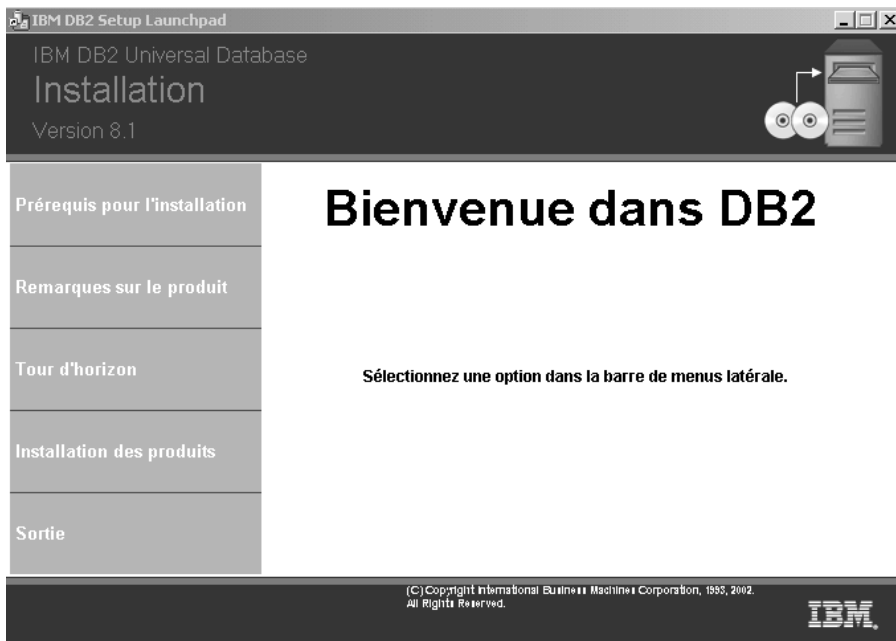 IBM DB2 Setup Launchpad
IBM DB2 Universal Database
Installation
Version 8.1
Prérequis pour l'installation
Remarques sur le produit
Tour d'horizon
Installation des produits
Sortie
Bienvenue dans DB2
Sélectionnez une option dans la barre de menus latérale.
(C) Copyright International Business Machines Corporation, 1993, 2002.
All Rights Reserved.
IBM.